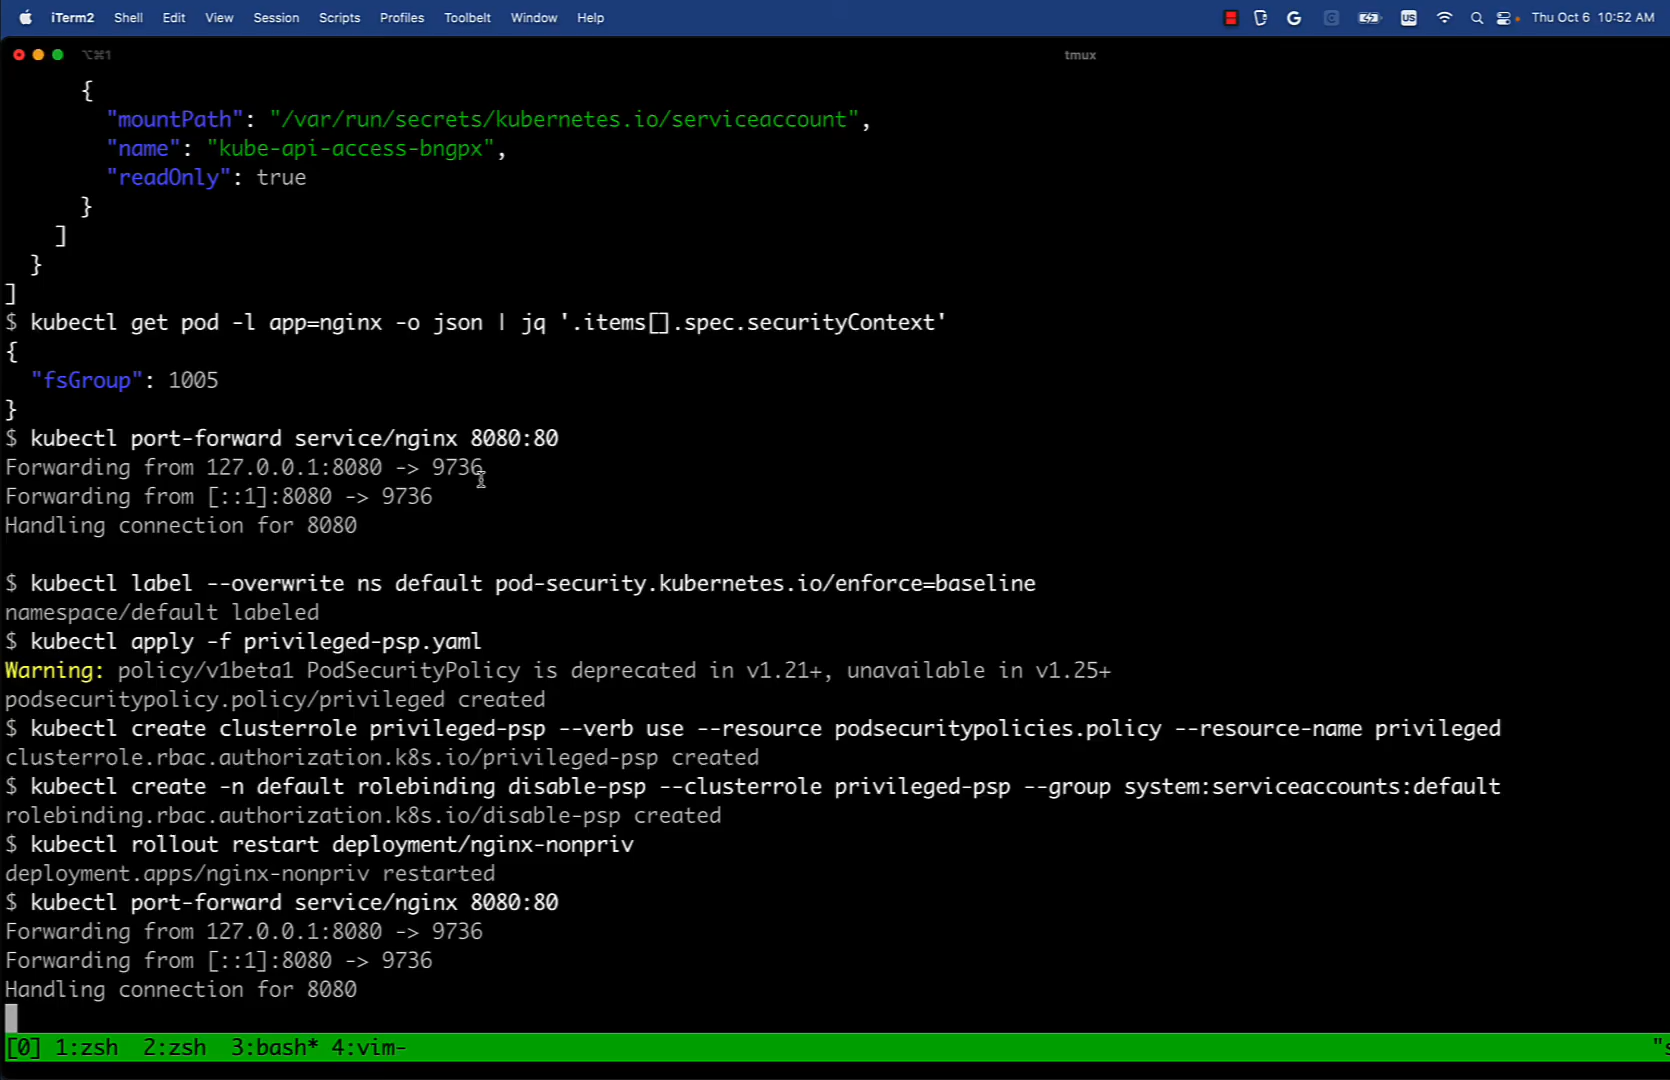 iTerm2 Shell Edit View Session Scripts Profiles Toolbelt Window Help US Thu Oct 6 10:52 AM
⌥⌘1 tmux
{
"mountPath": "/var/run/secrets/kubernetes.io/serviceaccount",
"name": "kube-api-access-bngpx",
"readOnly": true
}
]
}
]
$ kubectl get pod -l app=nginx -o json | jq '.items[].spec.securityContext'
{
"fsGroup": 1005
}
$ kubectl port-forward service/nginx 8080:80
Forwarding from 127.0.0.1:8080 -> 9736
Forwarding from [::1]:8080 -> 9736
Handling connection for 8080
$ kubectl label --overwrite ns default pod-security.kubernetes.io/enforce=baseline
namespace/default labeled
$ kubectl apply -f privileged-psp.yaml
Warning: policy/v1beta1 PodSecurityPolicy is deprecated in v1.21+, unavailable in v1.25+
podsecuritypolicy.policy/privileged created
$ kubectl create clusterrole privileged-psp --verb use --resource podsecuritypolicies.policy --resource-name privileged
clusterrole.rbac.authorization.k8s.io/privileged-psp created
$ kubectl create -n default rolebinding disable-psp --clusterrole privileged-psp --group system:serviceaccounts:default
rolebinding.rbac.authorization.k8s.io/disable-psp created
$ kubectl rollout restart deployment/nginx-nonpriv
deployment.apps/nginx-nonpriv restarted
$ kubectl port-forward service/nginx 8080:80
Forwarding from 127.0.0.1:8080 -> 9736
Forwarding from [::1]:8080 -> 9736
Handling connection for 8080
[0] 1:zsh 2:zsh 3:bash* 4:vim-